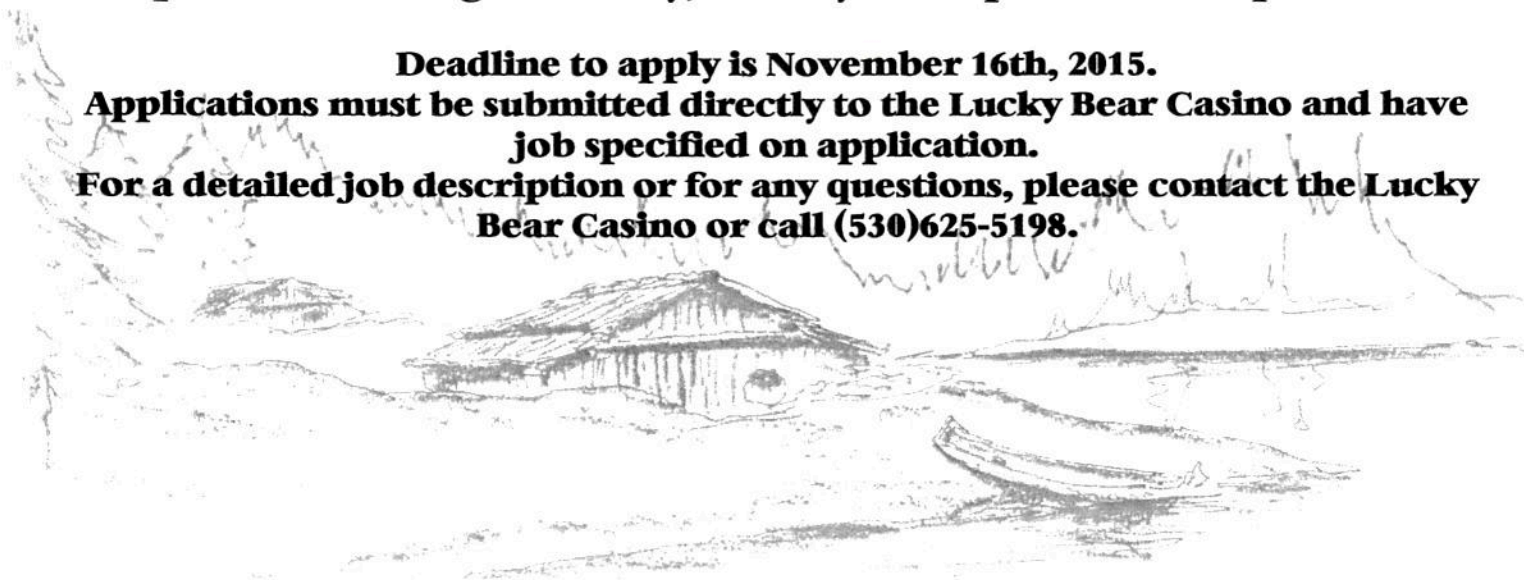 Deadline to apply is November 16th, 2015.
Applications must be submitted directly to the Lucky Bear Casino and have
job specified on application.
For a detailed job description or for any questions, please contact the Lucky
Bear Casino or call (530)625-5198.